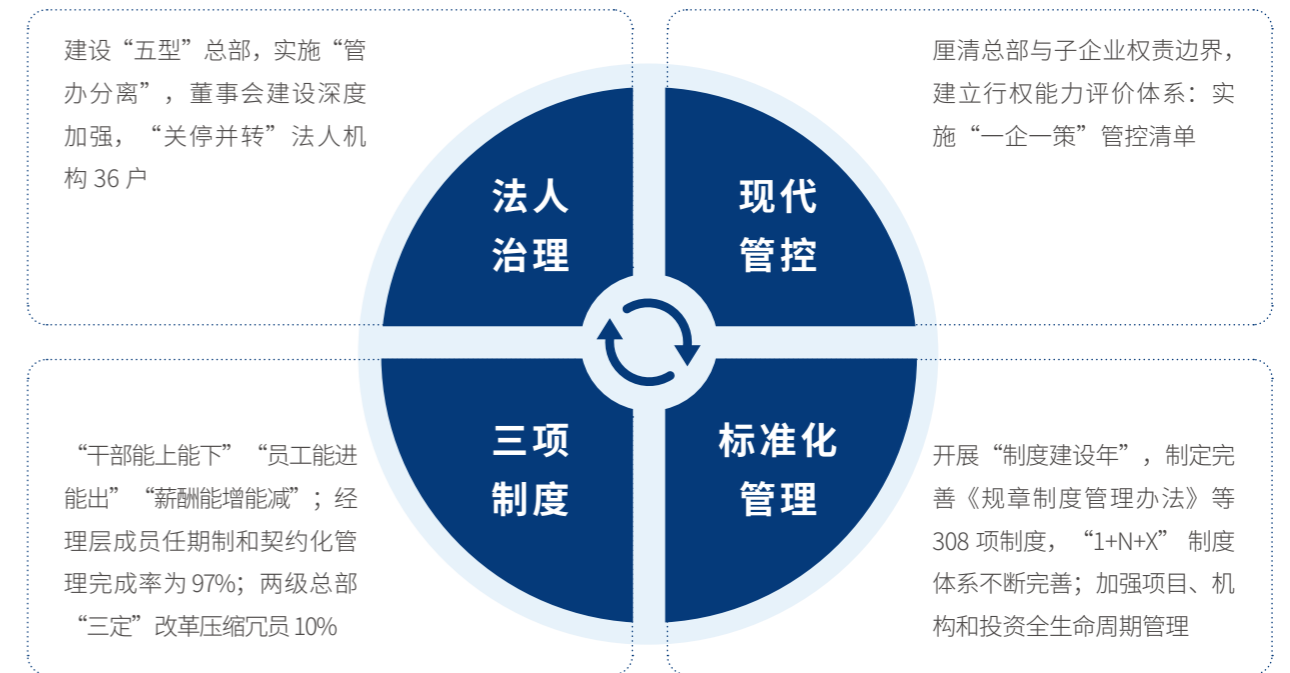 建设“五型”总部，实施“管
办分离”，董事会建设深度
加强，“关停并转”法人机
构 36 户
法人
治理
现代
管控
厘清总部与子企业权责边界，
建立行权能力评价体系：实
施“一企一策”管控清单
“干部能上能下”“员工能进
能出”“薪酬能增能减”；经
理层成员任期制和契约化管
理完成率为 97%；两级总部
“三定”改革压缩冗员 10%
三项
制度
标准化
管理
开展“制度建设年”，制定完
善《规章制度管理办法》等
308 项制度，“1+N+X” 制度
体系不断完善；加强项目、机
构和投资全生命周期管理